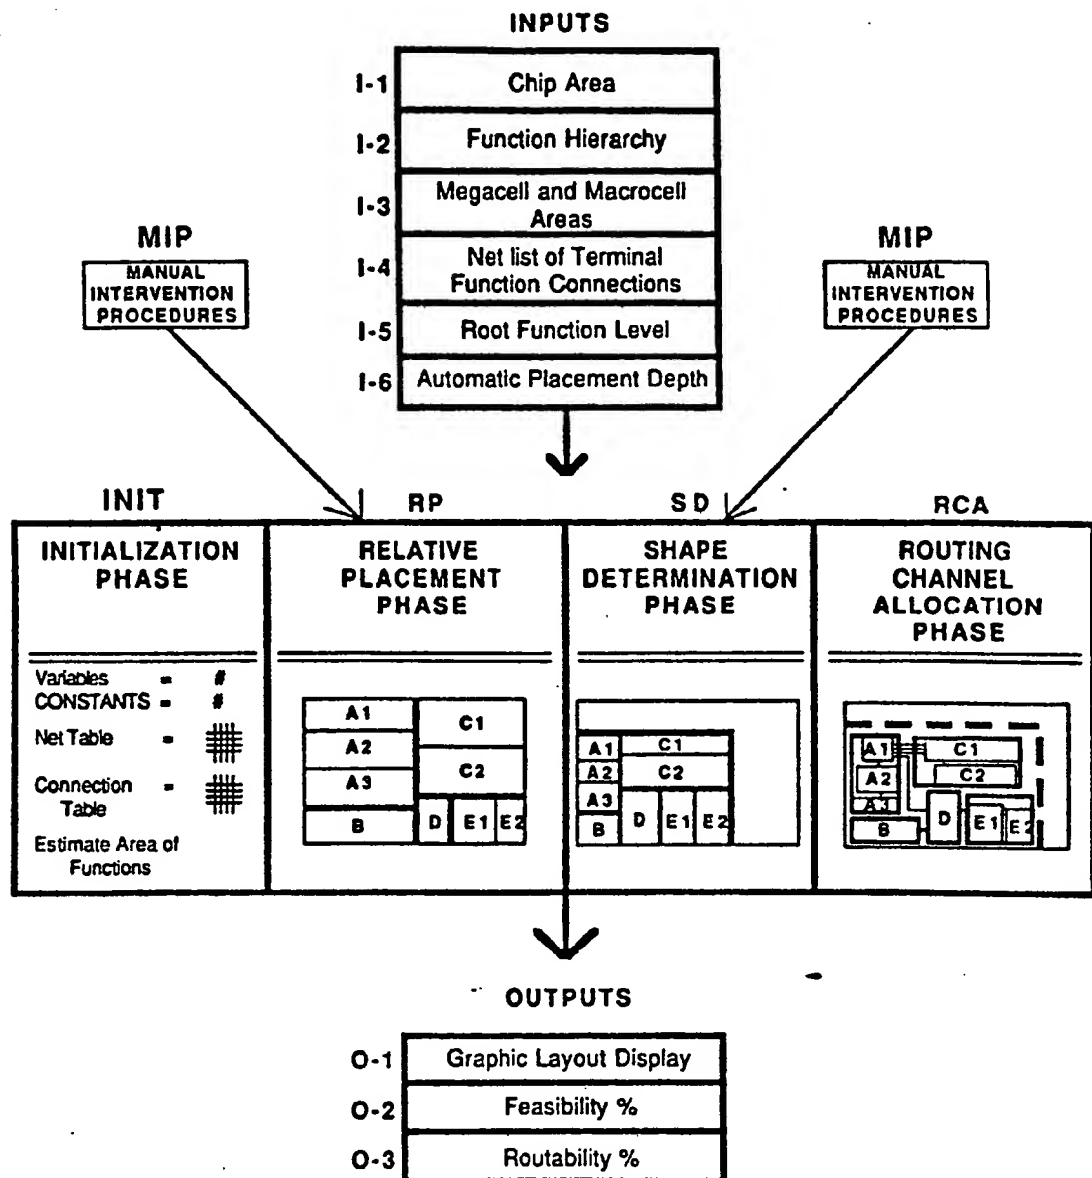 INPUTS
I-1 Chip Area
I-2 Function Hierarchy
I-3 Megacell and Macrocell
Areas
I-4 Net list of Terminal
Function Connections
I-5 Root Function Level
I-6 Automatic Placement Depth
MIP
MANUAL
INTERVENTION
PROCEDURES
MIP
MANUAL
INTERVENTION
PROCEDURES
INIT
INITIALIZATION
PHASE
Variables = #
CONSTANTS = #
Net Table =
Connection =
Table
Estimate Area of
Functions
RP
RELATIVE
PLACEMENT
PHASE
A1
A2
A3
B
C1
C2
D E1 E2
SD
SHAPE
DETERMINATION
PHASE
A1
A2
A3
B
C1
C2
D E1 E2
RCA
ROUTING
CHANNEL
ALLOCATION
PHASE
A1
A2
A3
B
C1
C2
D E1 E2
OUTPUTS
O-1 Graphic Layout Display
O-2 Feasibility %
O-3 Routability %